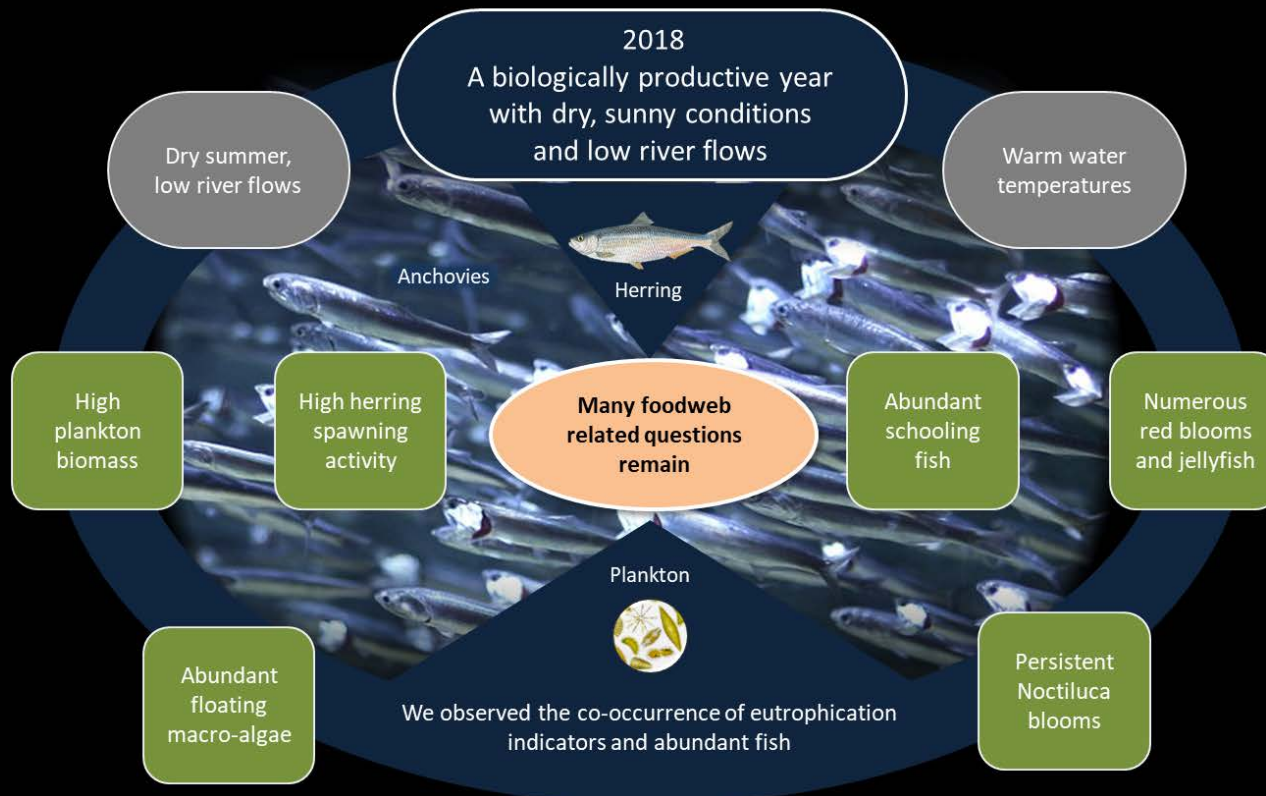 2018
A biologically productive year
with dry, sunny conditions
and low river flows
Dry summer,
low river flows
Warm water
temperatures
Anchovies
Herring
High
plankton
biomass
High herring
spawning
activity
Many foodweb
related questions
remain
Abundant
schooling
fish
Numerous
red blooms
and jellyfish
Plankton
Abundant
floating
macro-algae
We observed the co-occurrence of eutrophication
indicators and abundant fish
Persistent
Noctiluca
blooms